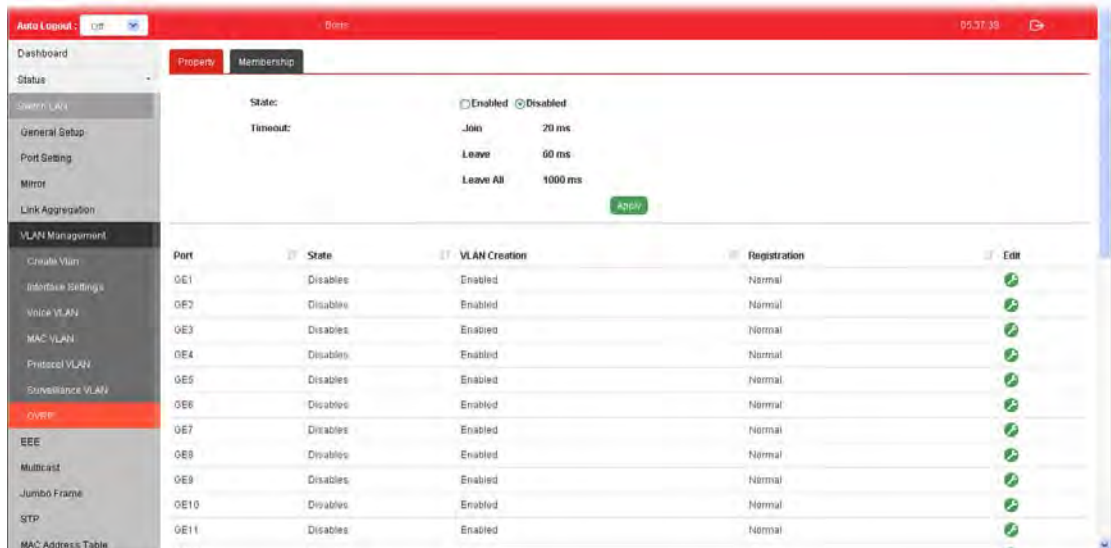 Auto Logout : Off 05:37:39
Dashboard
Status
Switch LAN
General Setup
Port Setting
Mirror
Link Aggregation
VLAN Management
Create Vlan
Interface Settings
Voice VLAN
MAC VLAN
Protocol VLAN
Surveillance VLAN
GVRP
EEE
Multicast
Jumbo Frame
STP
MAC Address Table
Property Membership
State: Enabled Disabled
Timeout: Join 20 ms
Leave 60 ms
Leave All 1000 ms
Apply
Port State VLAN Creation Registration Edit
GE1 Disables Enabled Normal
GE2 Disables Enabled Normal
GE3 Disables Enabled Normal
GE4 Disables Enabled Normal
GE5 Disables Enabled Normal
GE6 Disables Enabled Normal
GE7 Disables Enabled Normal
GE8 Disables Enabled Normal
GE9 Disables Enabled Normal
GE10 Disables Enabled Normal
GE11 Disables Enabled Normal